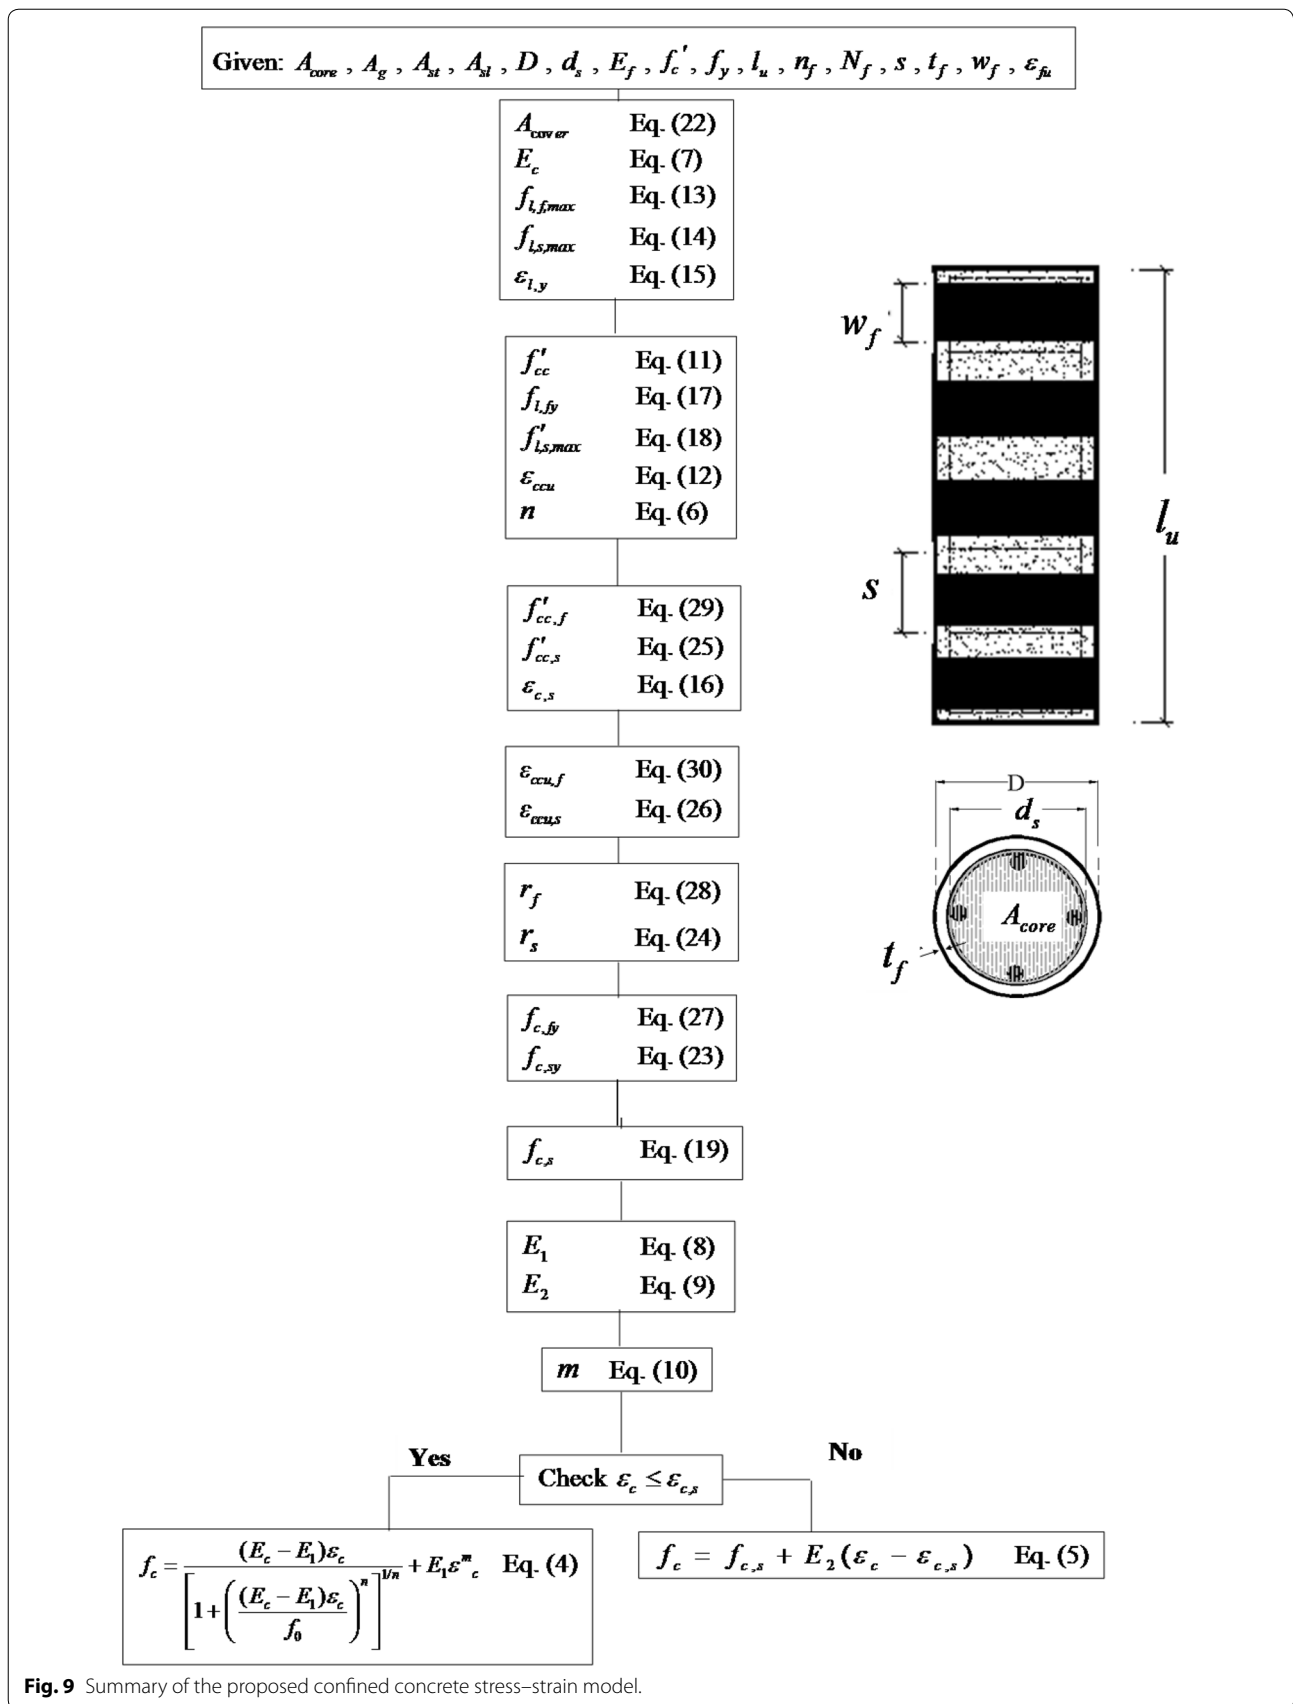 Given: A_core , A_g , A_st , A_sl , D , d_s , E_f , f_c' , f_y , l_u , n_f , N_f , s , t_f , w_f , ε_fu
A_cover Eq. (22)
E_c Eq. (7)
f_l,f,max Eq. (13)
f_l,s,max Eq. (14)
ε_l,y Eq. (15)
f'_cc Eq. (11)
f_l,fy Eq. (17)
f'_l,s,max Eq. (18)
ε_ccu Eq. (12)
n Eq. (6)
f'_cc,f Eq. (29)
f'_cc,s Eq. (25)
ε_c,s Eq. (16)
ε_ccu,f Eq. (30)
ε_ccu,s Eq. (26)
r_f Eq. (28)
r_s Eq. (24)
f_c,fy Eq. (27)
f_c,sy Eq. (23)
f_c,s Eq. (19)
E_1 Eq. (8)
E_2 Eq. (9)
m Eq. (10)
Check ε_c ≤ ε_c,s
Yes
No
f_c = (E_c − E_1)ε_c / [1 + ((E_c − E_1)ε_c / f_0)^n]^1/n + E_1 ε^m_c Eq. (4)
f_c = f_c,s + E_2 (ε_c − ε_c,s) Eq. (5)
w_f
s
l_u
D
d_s
A_core
t_f
Fig. 9 Summary of the proposed confined concrete stress–strain model.